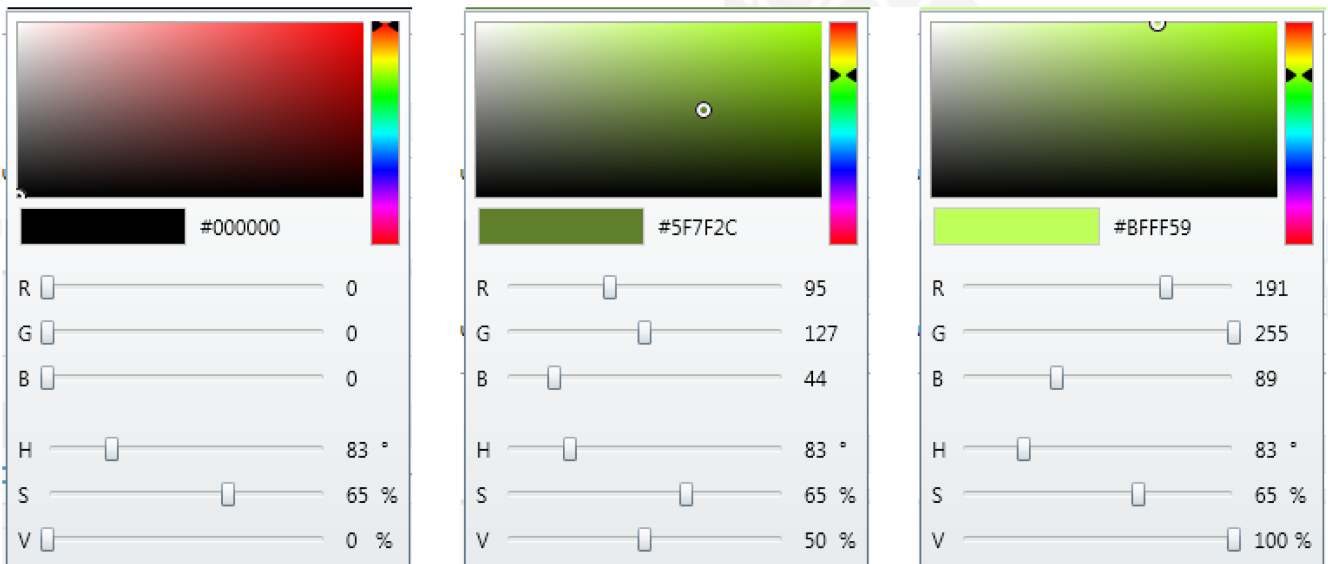 #000000
R 0
G 0
B 0
H 83 °
S 65 %
V 0 %
#5F7F2C
R 95
G 127
B 44
H 83 °
S 65 %
V 50 %
#BFFF59
R 191
G 255
B 89
H 83 °
S 65 %
V 100 %